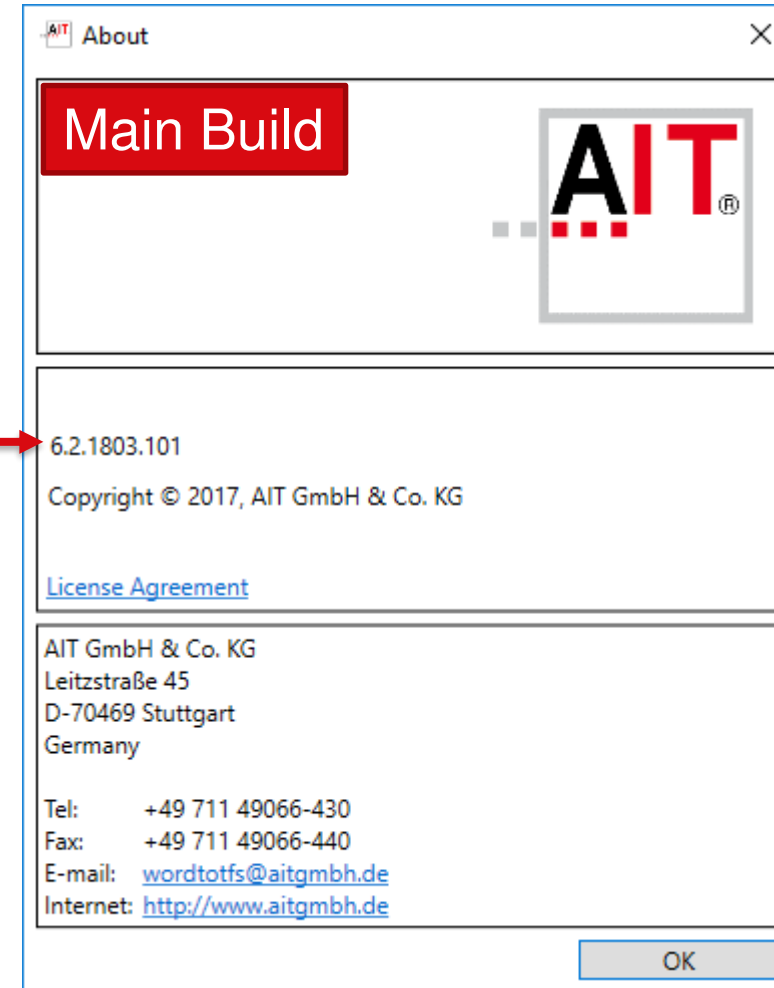 About
Main Build
AIT®
6.2.1803.101
Copyright © 2017, AIT GmbH & Co. KG
License Agreement
AIT GmbH & Co. KG
Leitzstraße 45
D-70469 Stuttgart
Germany
Tel: +49 711 49066-430
Fax: +49 711 49066-440
E-mail: wordtotfs@aitgmbh.de
Internet: http://www.aitgmbh.de
OK